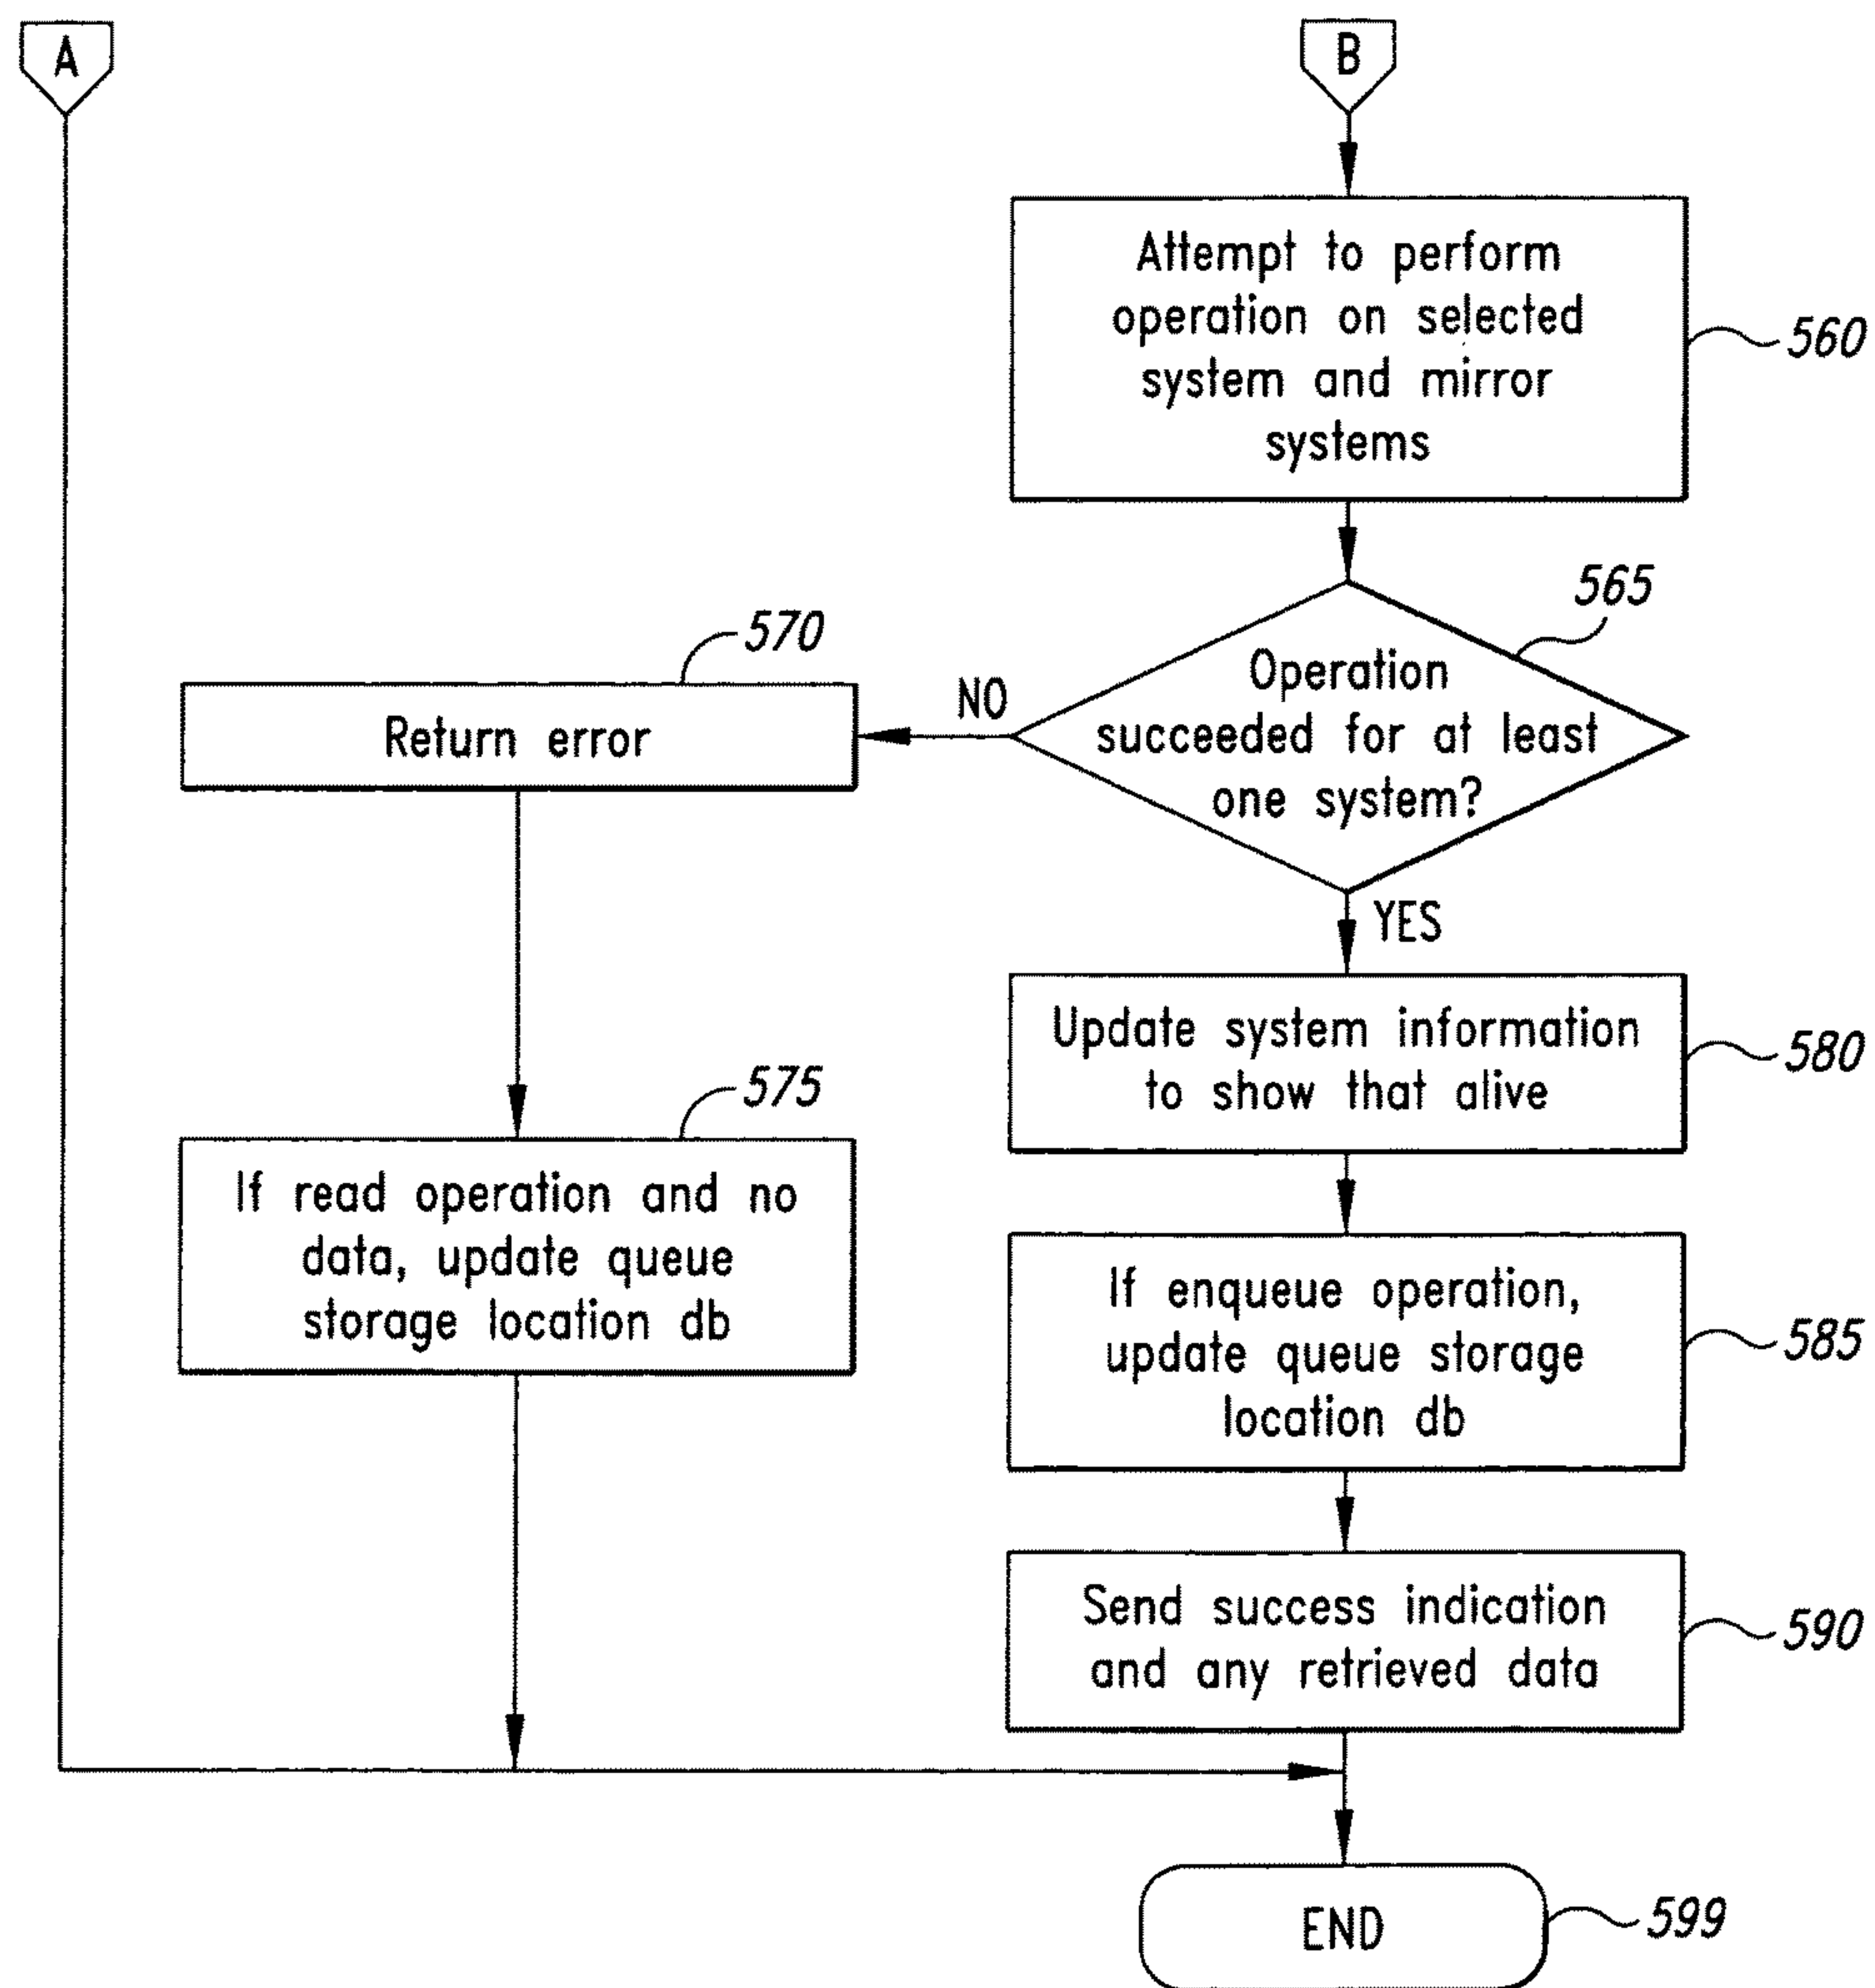 A
B
Attempt to perform
operation on selected
system and mirror
systems
560
565
Operation
succeeded for at least
one system?
NO
570
Return error
YES
Update system information
to show that alive
580
575
If read operation and no
data, update queue
storage location db
If enqueue operation,
update queue storage
location db
585
Send success indication
and any retrieved data
590
END
599